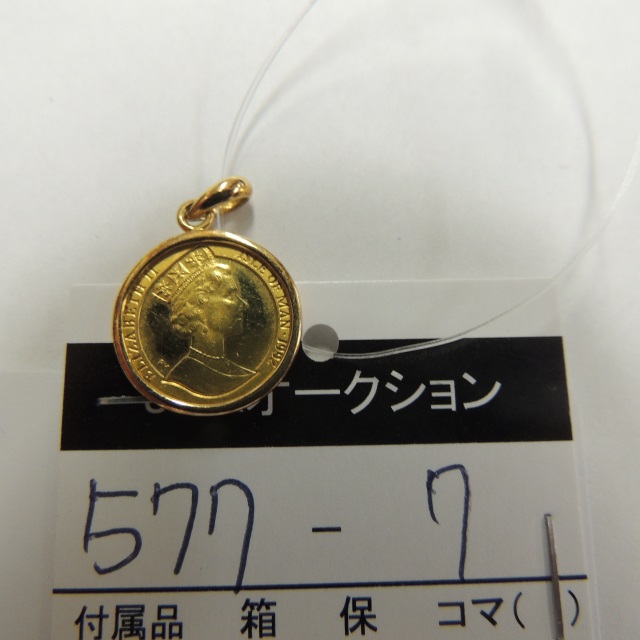 ELIZABETH II ISLE OF MAN
ークション
577 - 7
付属品 箱 保 コマ( )